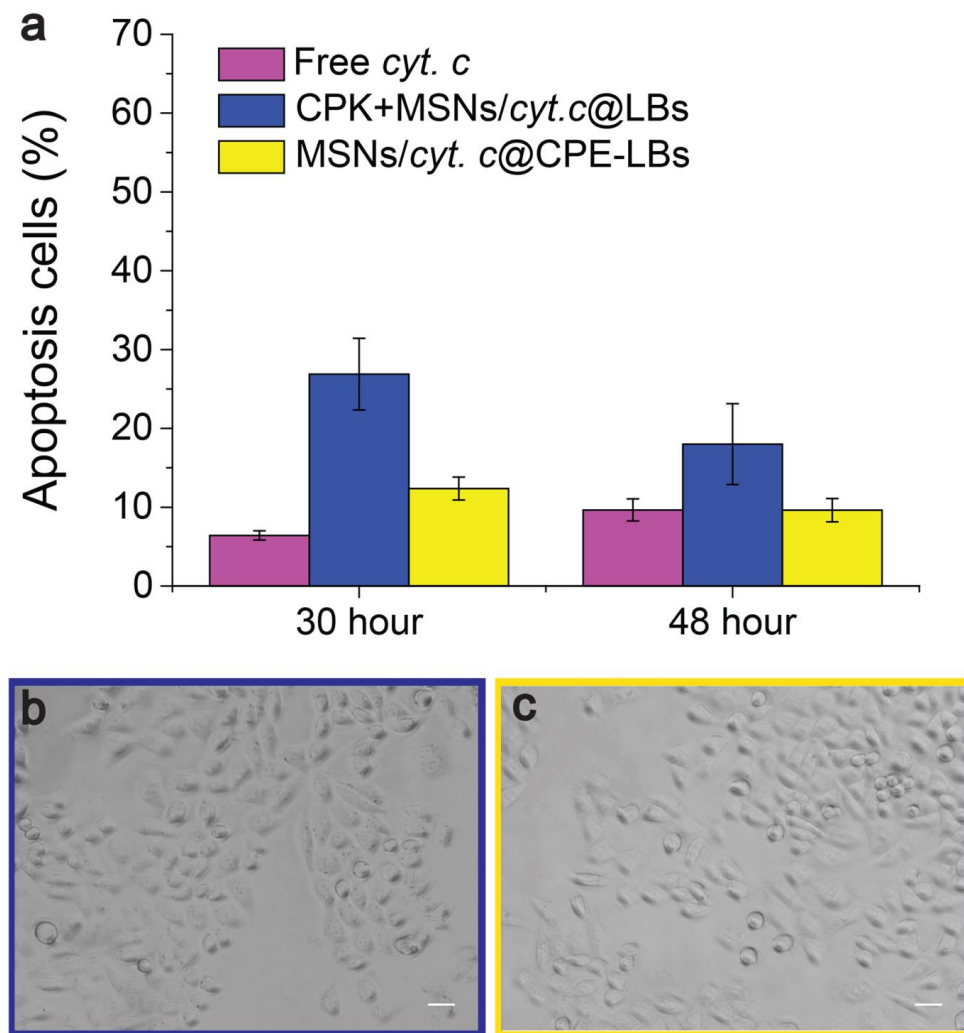 a
70
60
50
40
30
20
10
0
Apoptosis cells (%)
Free cyt. c
CPK+MSNs/cyt.c@LBs
MSNs/cyt. c@CPE-LBs
30 hour
48 hour
b
c